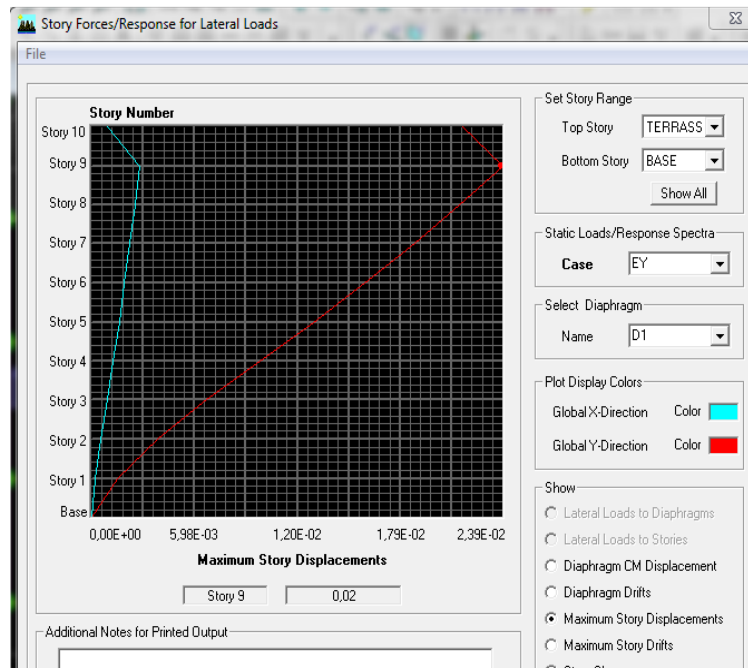 Story Forces/Response for Lateral Loads
File
Story Number
Story 10
Story 9
Story 8
Story 7
Story 6
Story 5
Story 4
Story 3
Story 2
Story 1
Base
0,00E+00 5,98E-03 1,20E-02 1,79E-02 2,39E-02
Maximum Story Displacements
Story 9 0,02
Additional Notes for Printed Output
Set Story Range
Top Story TERRASS
Bottom Story BASE
Show All
Static Loads/Response Spectra
Case EY
Select Diaphragm
Name D1
Plot Display Colors
Global X-Direction Color
Global Y-Direction Color
Show
Lateral Loads to Diaphragms
Lateral Loads to Stories
Diaphragm CM Displacement
Diaphragm Drifts
Maximum Story Displacements
Maximum Story Drifts